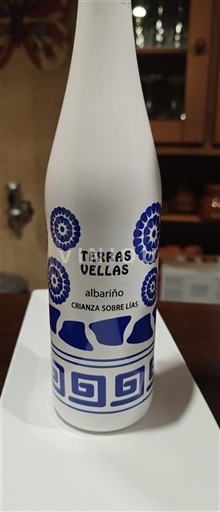 TERRAS
VELLAS
albariño
CRIANZA SOBRE LÍAS